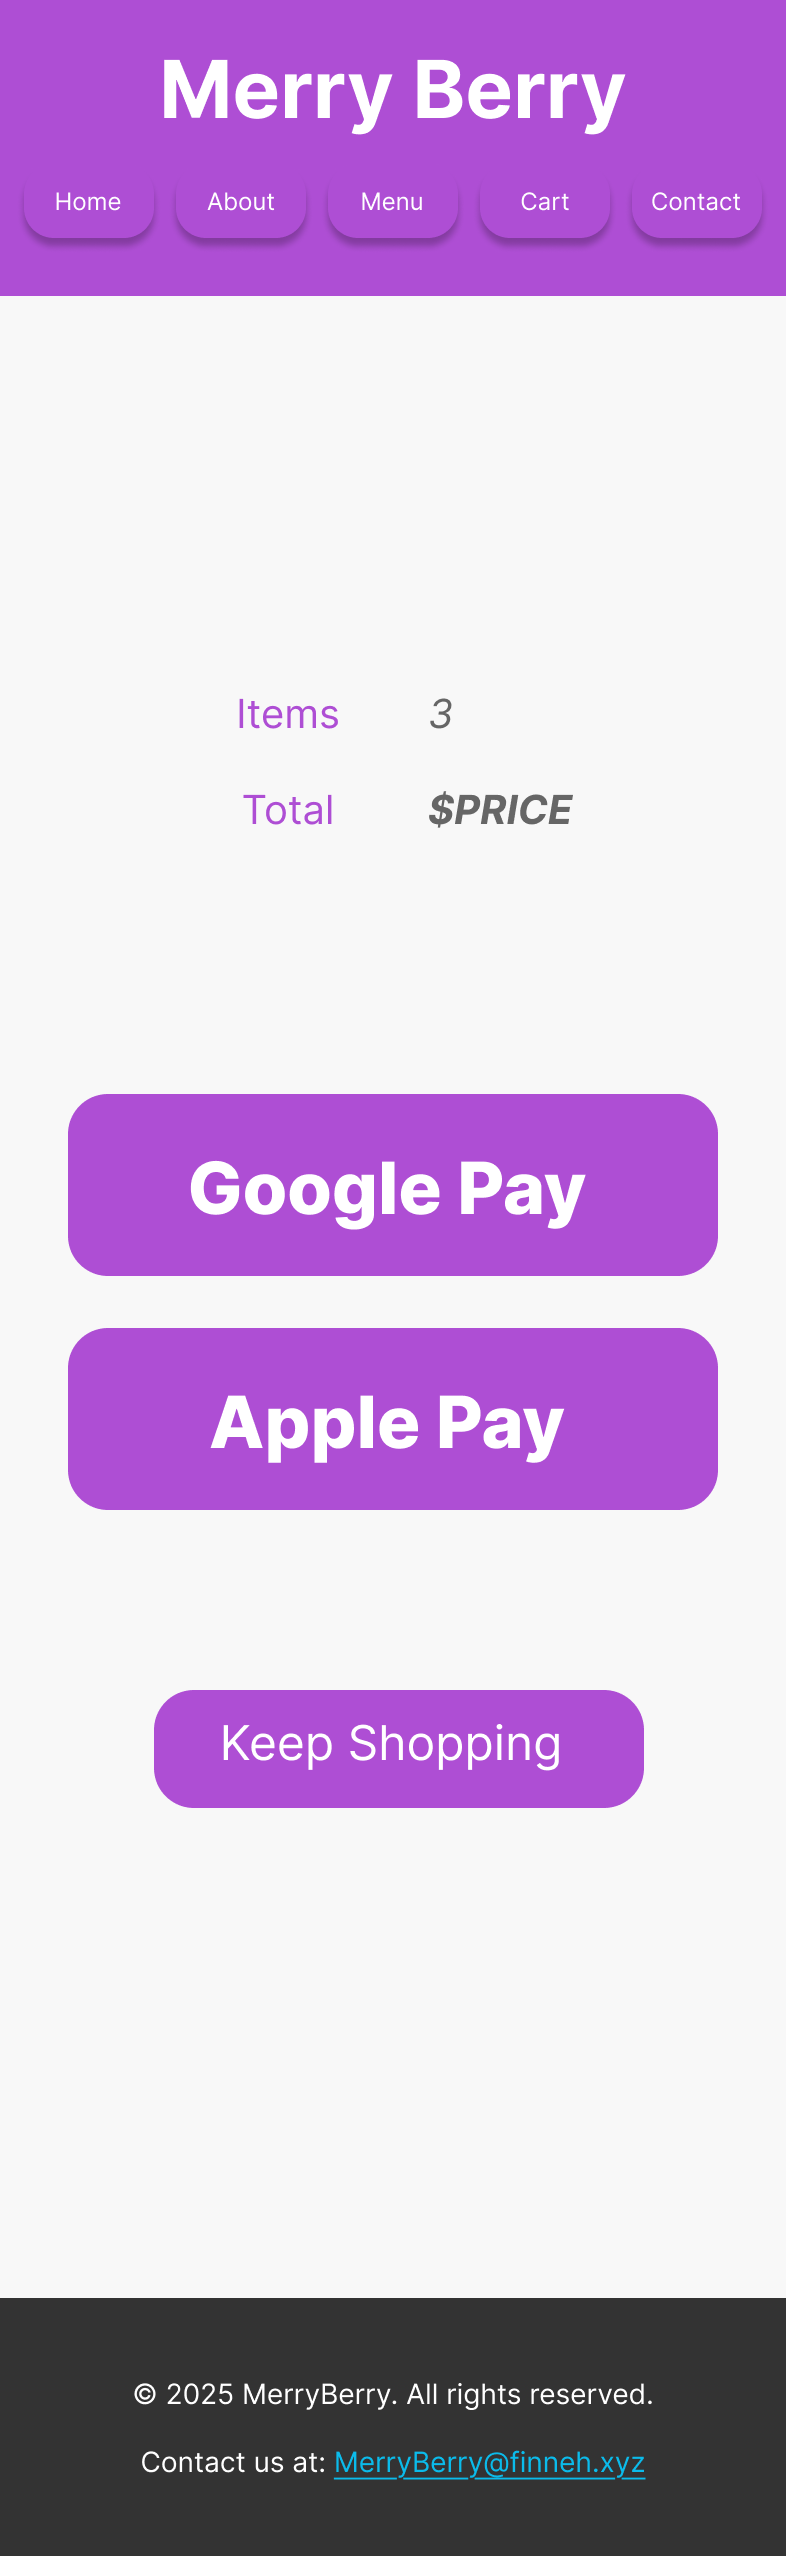 Merry Berry
Home About Menu Cart Contact
Items 3
Total $PRICE
Google Pay
Apple Pay
Keep Shopping
© 2025 MerryBerry. All rights reserved.
Contact us at: MerryBerry@finneh.xyz